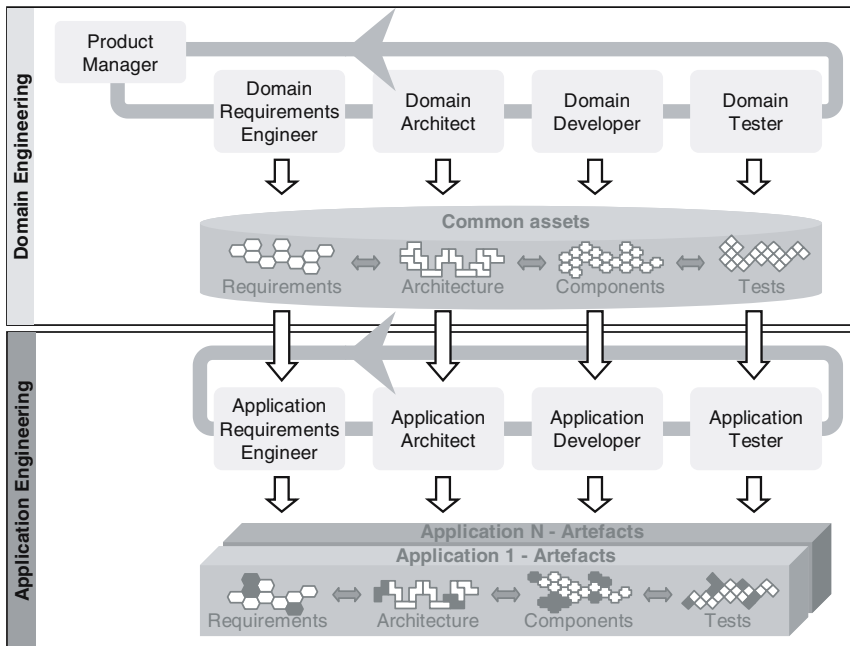 Domain Engineering
Product
Manager
Domain
Requirements
Engineer
Domain
Architect
Domain
Developer
Domain
Tester
Common assets
Requirements
Architecture
Components
Tests
Application Engineering
Application
Requirements
Engineer
Application
Architect
Application
Developer
Application
Tester
Application N - Artefacts
Application 1 - Artefacts
Requirements
Architecture
Components
Tests